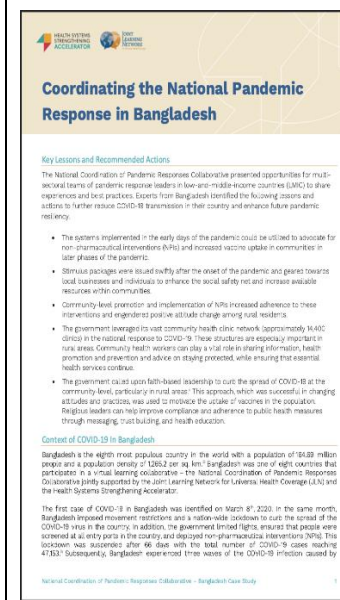 HEALTH SYSTEMS
STRENGTHENING
ACCELERATOR
JOINT
LEARNING
NETWORK
Coordinating the National Pandemic
Response in Bangladesh
Key Lessons and Recommended Actions
The National Coordination of Pandemic Responses Collaborative presented opportunities for multi-
sectoral teams of pandemic response leaders in low-and-middle-income countries (LMIC) to share
experiences and best practices. Experts from Bangladesh identified the following lessons and
actions to further reduce COVID-19 transmission in their country and enhance future pandemic
resiliency.
• The systems implemented in the early days of the pandemic could be utilized to advocate for
non-pharmaceutical interventions (NPIs) and increased vaccine uptake in communities in
later phases of the pandemic.
• Stimulus packages were issued swiftly after the onset of the pandemic and geared towards
local businesses and individuals to enhance the social safety net and increase available
resources within communities.
• Community-level promotion and implementation of NPIs increased adherence to these
interventions and engendered positive attitude change among rural residents.
• The government leveraged its vast community health clinic network (approximately 14,400
clinics) in the national response to COVID-19. These structures are especially important in
rural areas. Community health workers can play a vital role in sharing information, health
promotion and prevention and advice on staying protected, while ensuring that essential
health services continue.
• The government called upon faith-based leadership to curb the spread of COVID-19 at the
community-level, particularly in rural areas. This approach, which was successful in changing
attitudes and practices, was used to motivate the uptake of vaccines in the population.
Religious leaders can help improve compliance and adherence to public health measures
through messaging, trust building, and health education.
Context of COVID-19 in Bangladesh
Bangladesh is the eighth most populous country in the world with a population of 164.69 million
people and a population density of 1,265.2 per sq. km. Bangladesh was one of eight countries that
participated in a virtual learning collaborative – the National Coordination of Pandemic Responses
Collaborative jointly supported by the Joint Learning Network for Universal Health Coverage (JLN) and
the Health Systems Strengthening Accelerator.
The first case of COVID-19 in Bangladesh was identified on March 8th, 2020. In the same month,
Bangladesh imposed movement restrictions and a nation-wide lockdown to curb the spread of the
COVID-19 virus in the country. In addition, the government limited flights, ensured that people were
screened at all entry ports in the country, and deployed non-pharmaceutical interventions (NPIs). This
lockdown was suspended after 66 days with the total number of COVID-19 cases reaching
47,153. Subsequently, Bangladesh experienced three waves of the COVID-19 infection caused by
National Coordination of Pandemic Responses Collaborative – Bangladesh Case Study 1